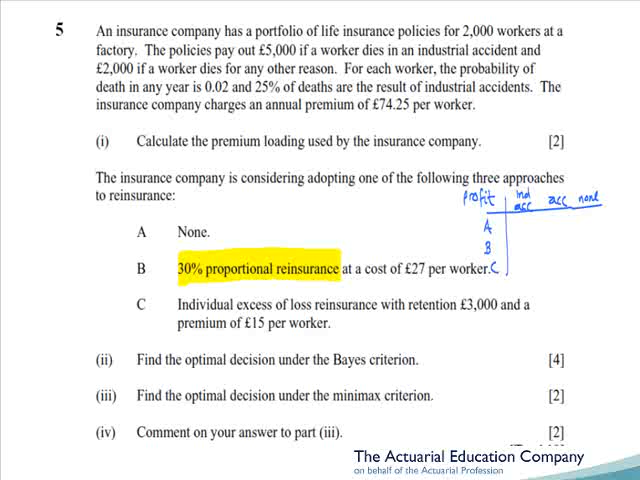 5 An insurance company has a portfolio of life insurance policies for 2,000 workers at a
factory. The policies pay out £5,000 if a worker dies in an industrial accident and
£2,000 if a worker dies for any other reason. For each worker, the probability of
death in any year is 0.02 and 25% of deaths are the result of industrial accidents. The
insurance company charges an annual premium of £74.25 per worker.
(i) Calculate the premium loading used by the insurance company. [2]
The insurance company is considering adopting one of the following three approaches
to reinsurance:
Profit ind acc acc none
A
B
C
A None.
B 30% proportional reinsurance at a cost of £27 per worker.
C Individual excess of loss reinsurance with retention £3,000 and a
premium of £15 per worker.
(ii) Find the optimal decision under the Bayes criterion. [4]
(iii) Find the optimal decision under the minimax criterion. [2]
(iv) Comment on your answer to part (iii). [2]
The Actuarial Education Company
on behalf of the Actuarial Profession